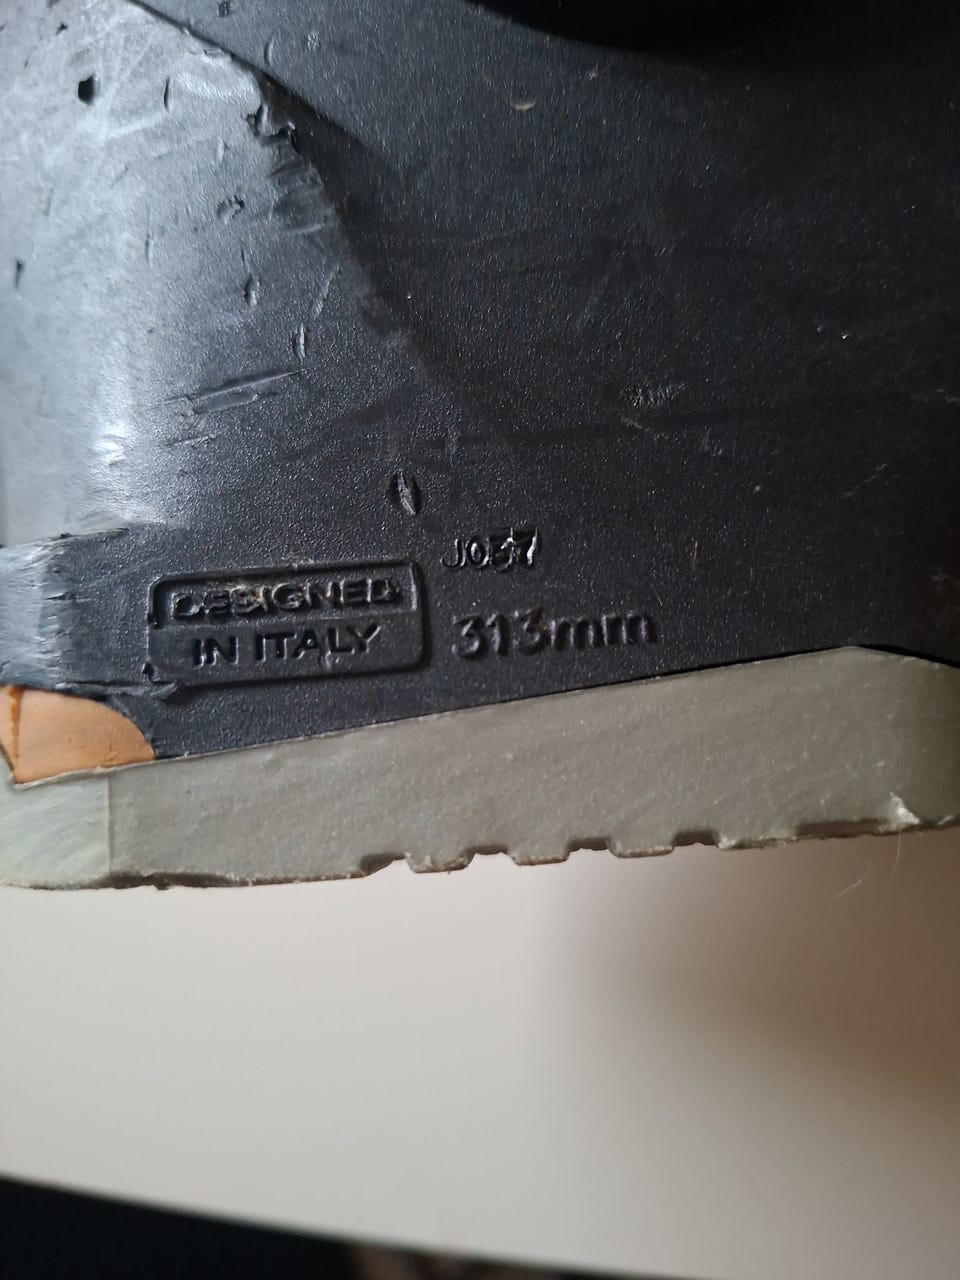 J057
DESIGNED
IN ITALY
313mm